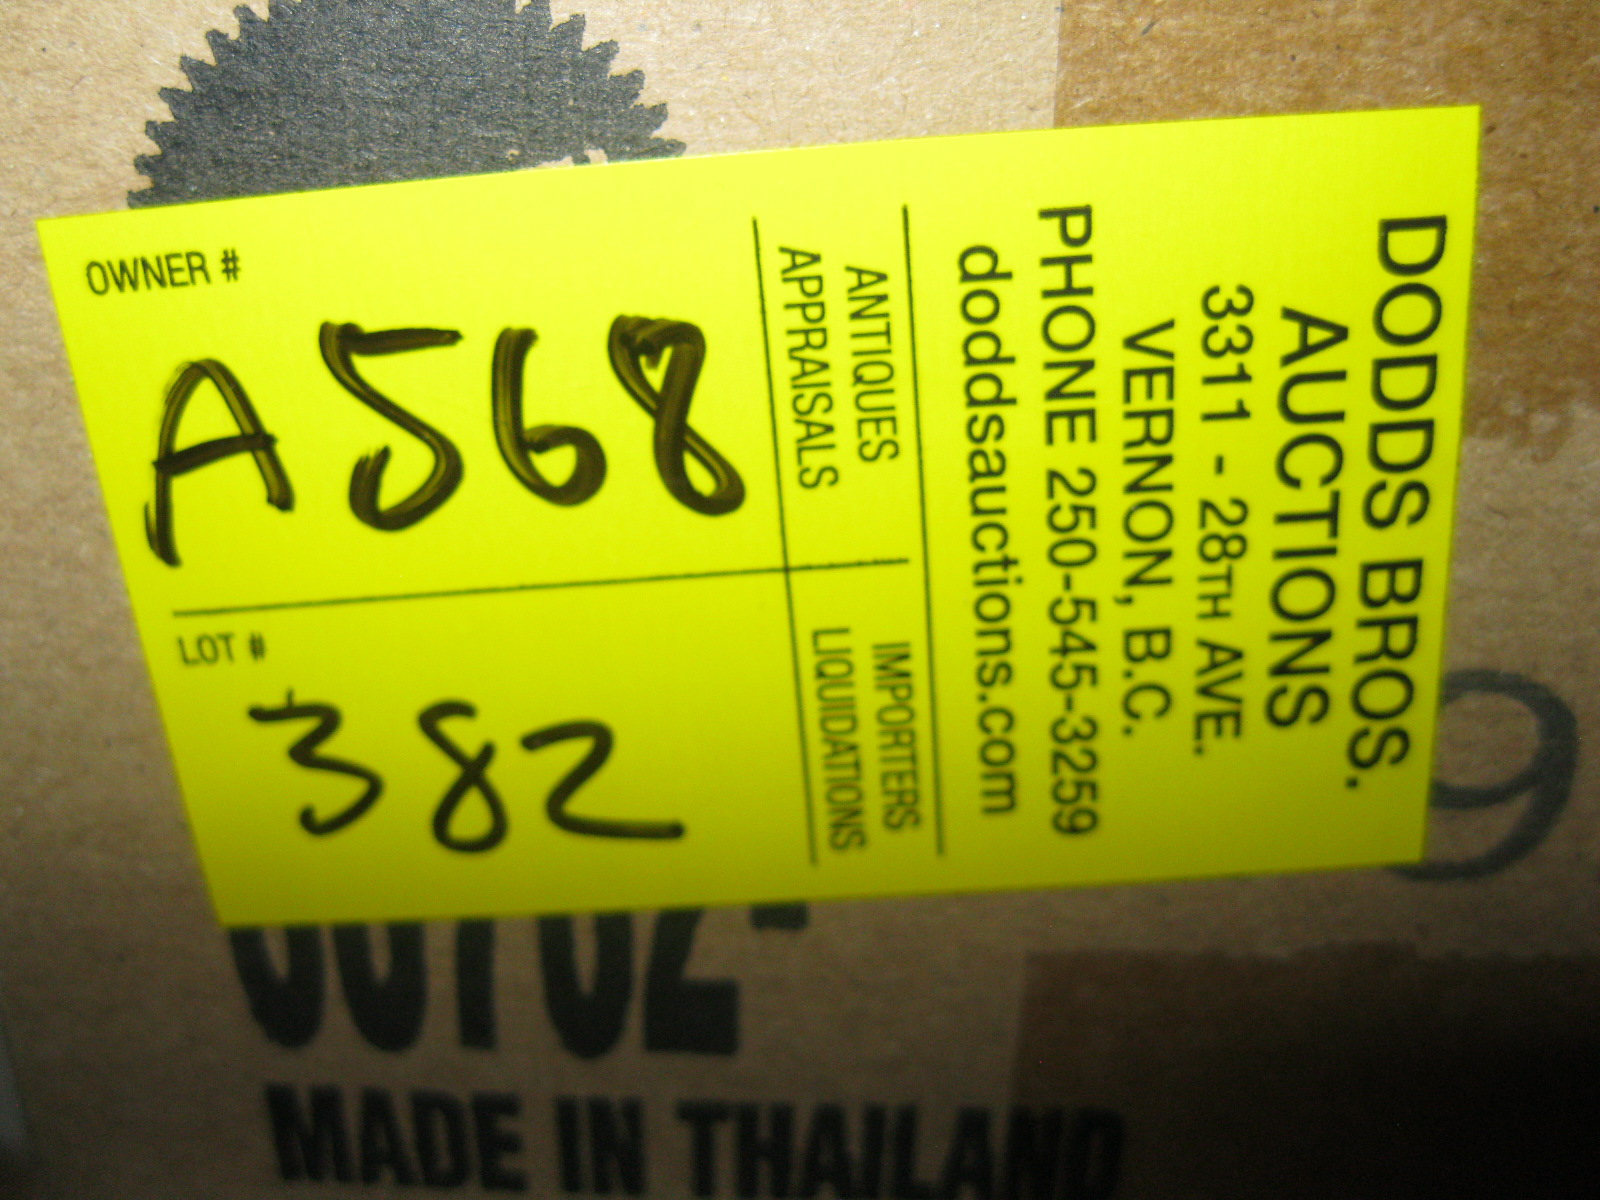 DODDS BROS.
AUCTIONS
3311 - 28TH AVE.
VERNON, B.C.
PHONE 250-545-3259
doddsauctions.com
ANTIQUES
APPRAISALS
IMPORTERS
LIQUIDATIONS
OWNER #
A568
LOT #
382
9
MADE IN THAILAND